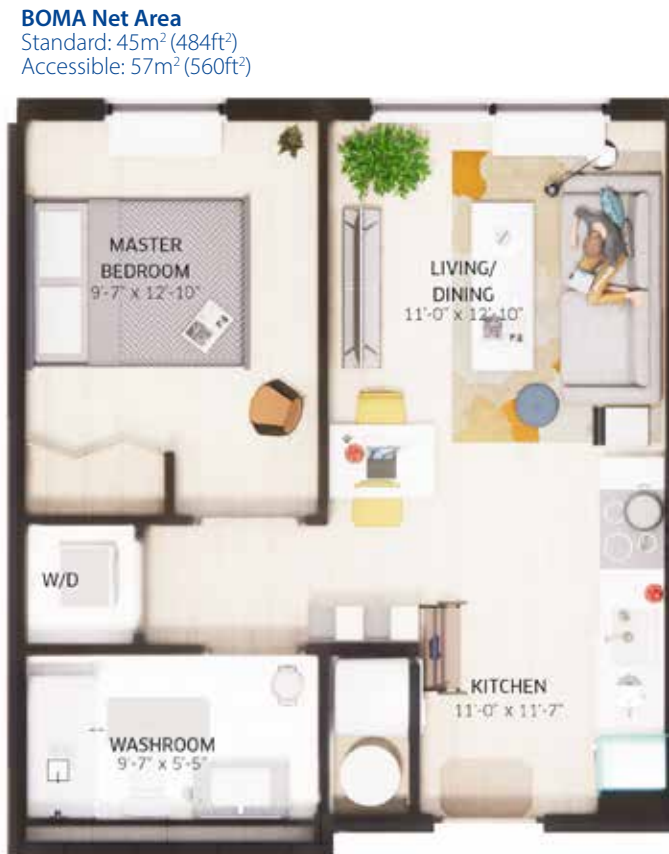 BOMA Net Area
Standard: 45m² (484ft²)
Accessible: 57m² (560ft²)
MASTER
BEDROOM
9'-7" x 12'-10"
LIVING/
DINING
11'-0" x 12'-10"
W/D
KITCHEN
11'-0" x 11'-7"
WASHROOM
9'-7" x 5'-5"